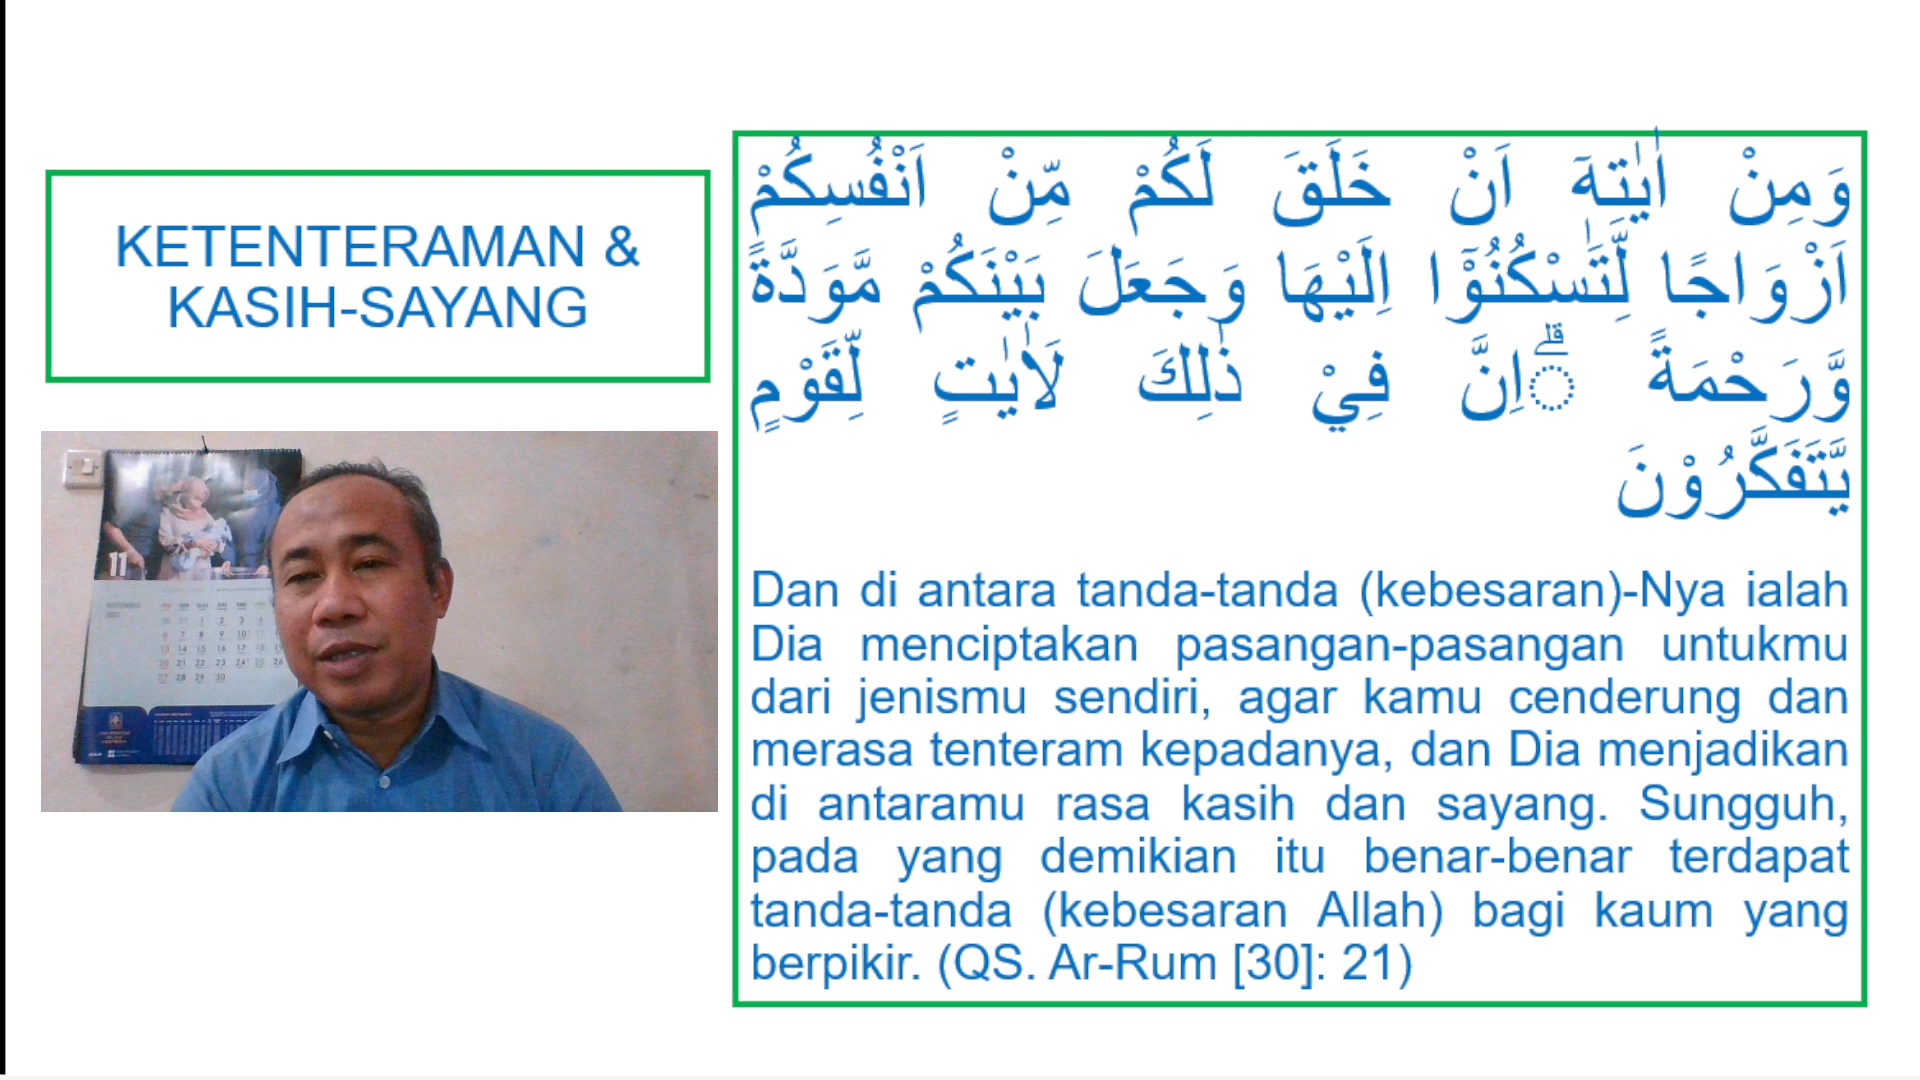 KETENTERAMAN &
KASIH-SAYANG
وَمِنْ اٰيٰتِهٖٓ اَنْ خَلَقَ لَكُمْ مِّنْ اَنْفُسِكُمْ
اَزْوَاجًا لِّتَسْكُنُوْٓا اِلَيْهَا وَجَعَلَ بَيْنَكُمْ مَّوَدَّةً
وَّرَحْمَةً ۗاِنَّ فِيْ ذٰلِكَ لَاٰيٰتٍ لِّقَوْمٍ
يَّتَفَكَّرُوْنَ
Dan di antara tanda-tanda (kebesaran)-Nya ialah
Dia menciptakan pasangan-pasangan untukmu
dari jenismu sendiri, agar kamu cenderung dan
merasa tenteram kepadanya, dan Dia menjadikan
di antaramu rasa kasih dan sayang. Sungguh,
pada yang demikian itu benar-benar terdapat
tanda-tanda (kebesaran Allah) bagi kaum yang
berpikir. (QS. Ar-Rum [30]: 21)
11